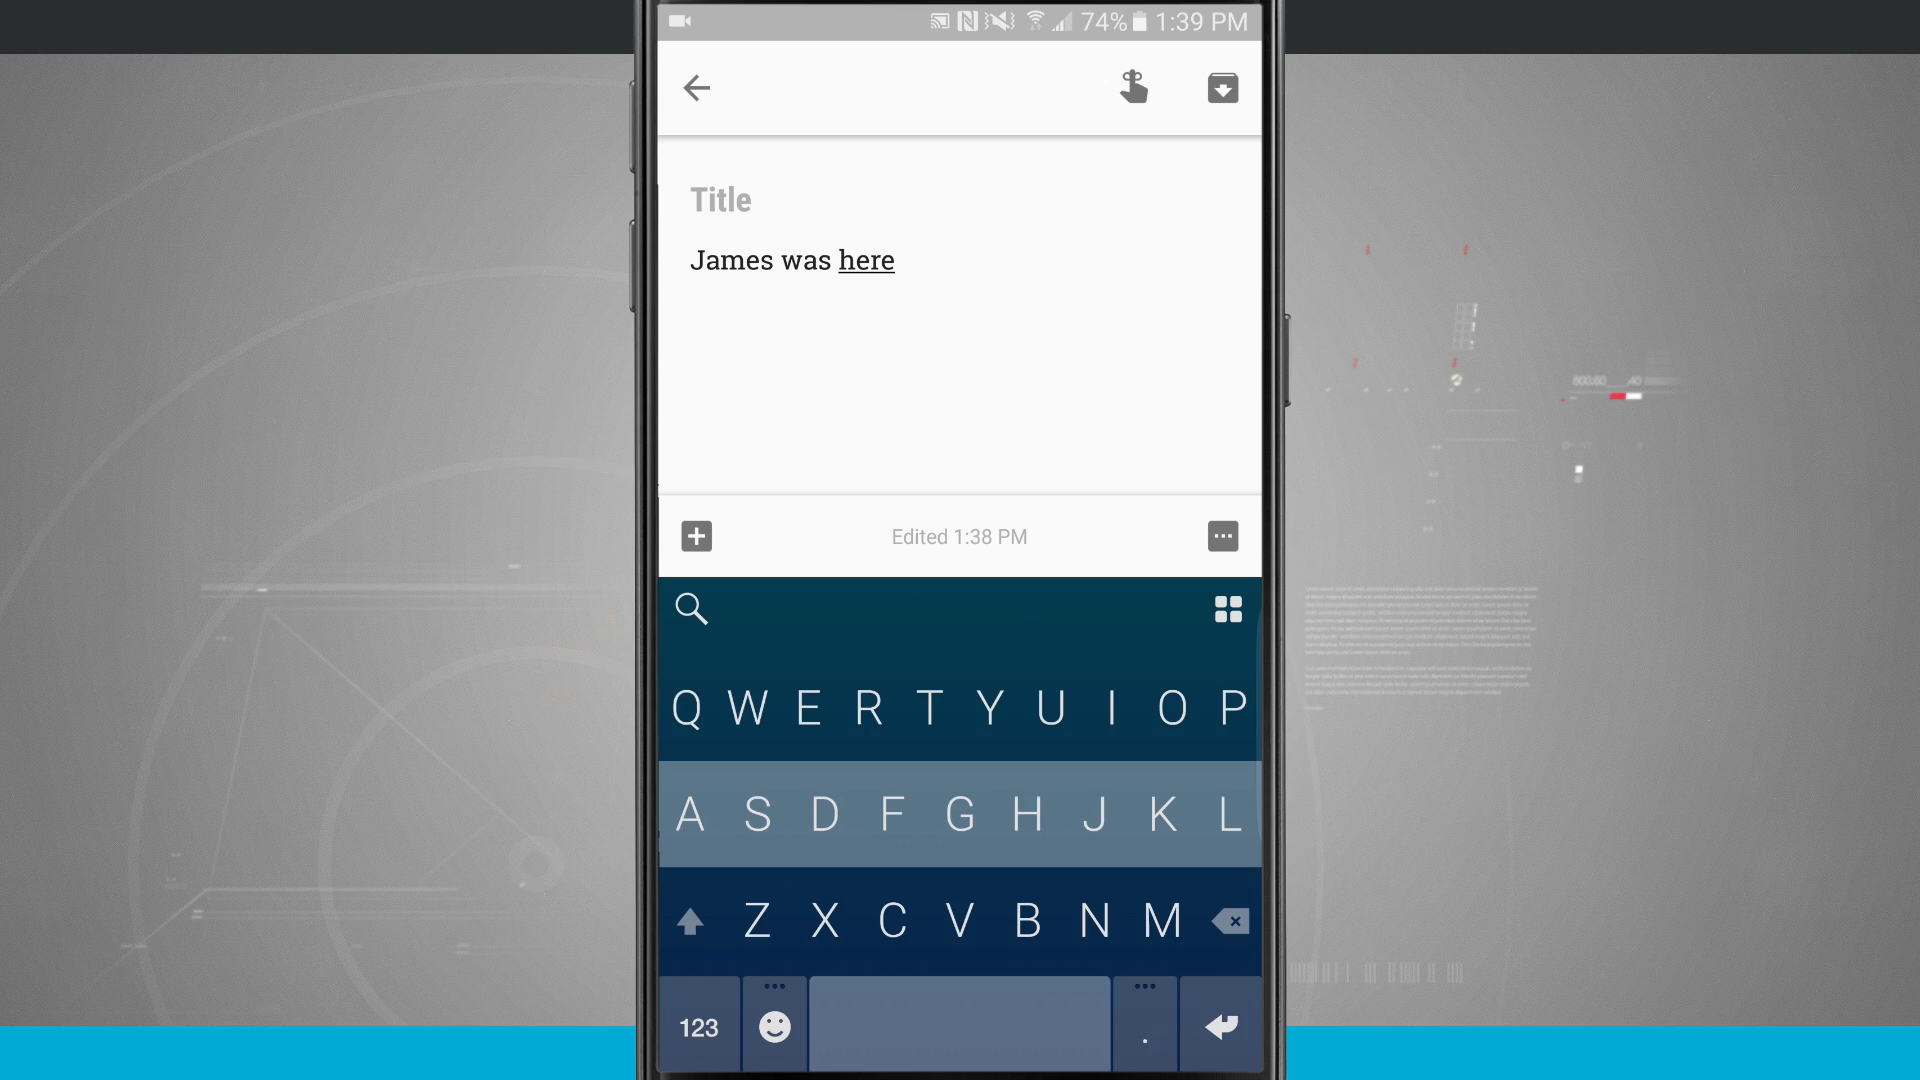 74% 1:39 PM
Title
James was here
Edited 1:38 PM
Q W E R T Y U I O P
A S D F G H J K L
Z X C V B N M
123 .